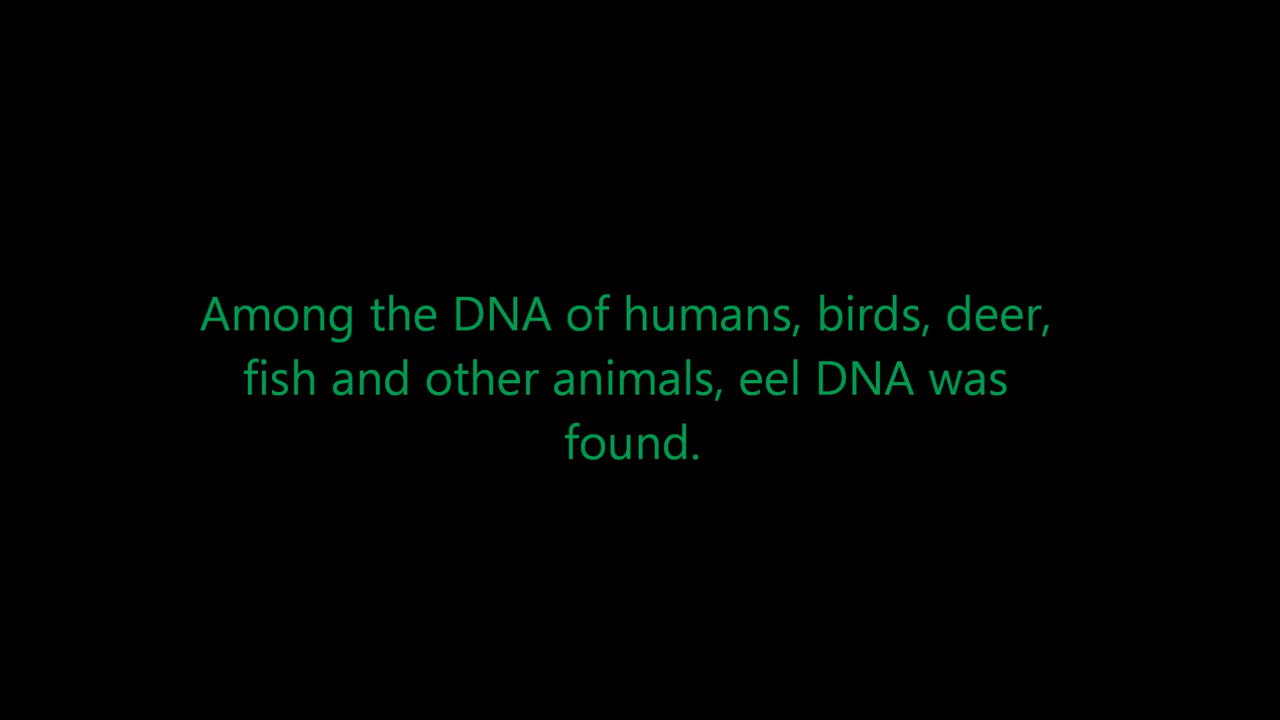 Among the DNA of humans, birds, deer,
fish and other animals, eel DNA was
found.